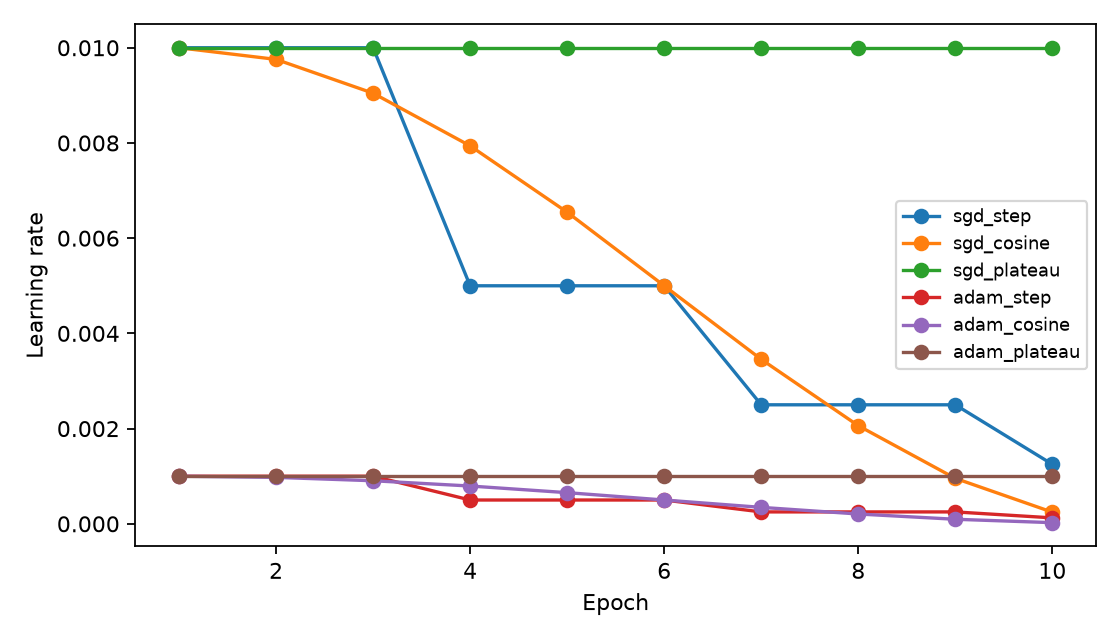 0.010
0.008
0.006
0.004
0.002
0.000
Learning rate
2 4 6 8 10
Epoch
sgd_step
sgd_cosine
sgd_plateau
adam_step
adam_cosine
adam_plateau